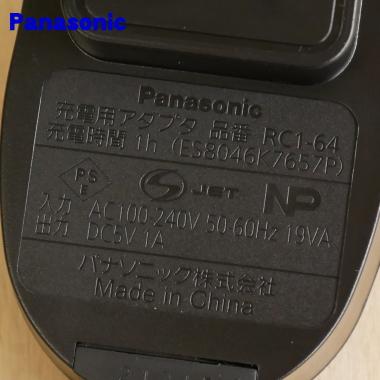 Panasonic
Panasonic
充電用アダプタ 品番 RC1-64
充電時間 1h (ES8046K7657P)
PS
E
JET
NP
入力 AC100-240V 50-60Hz 19VA
出力 DC5V 1A
パナソニック株式会社
Made in China